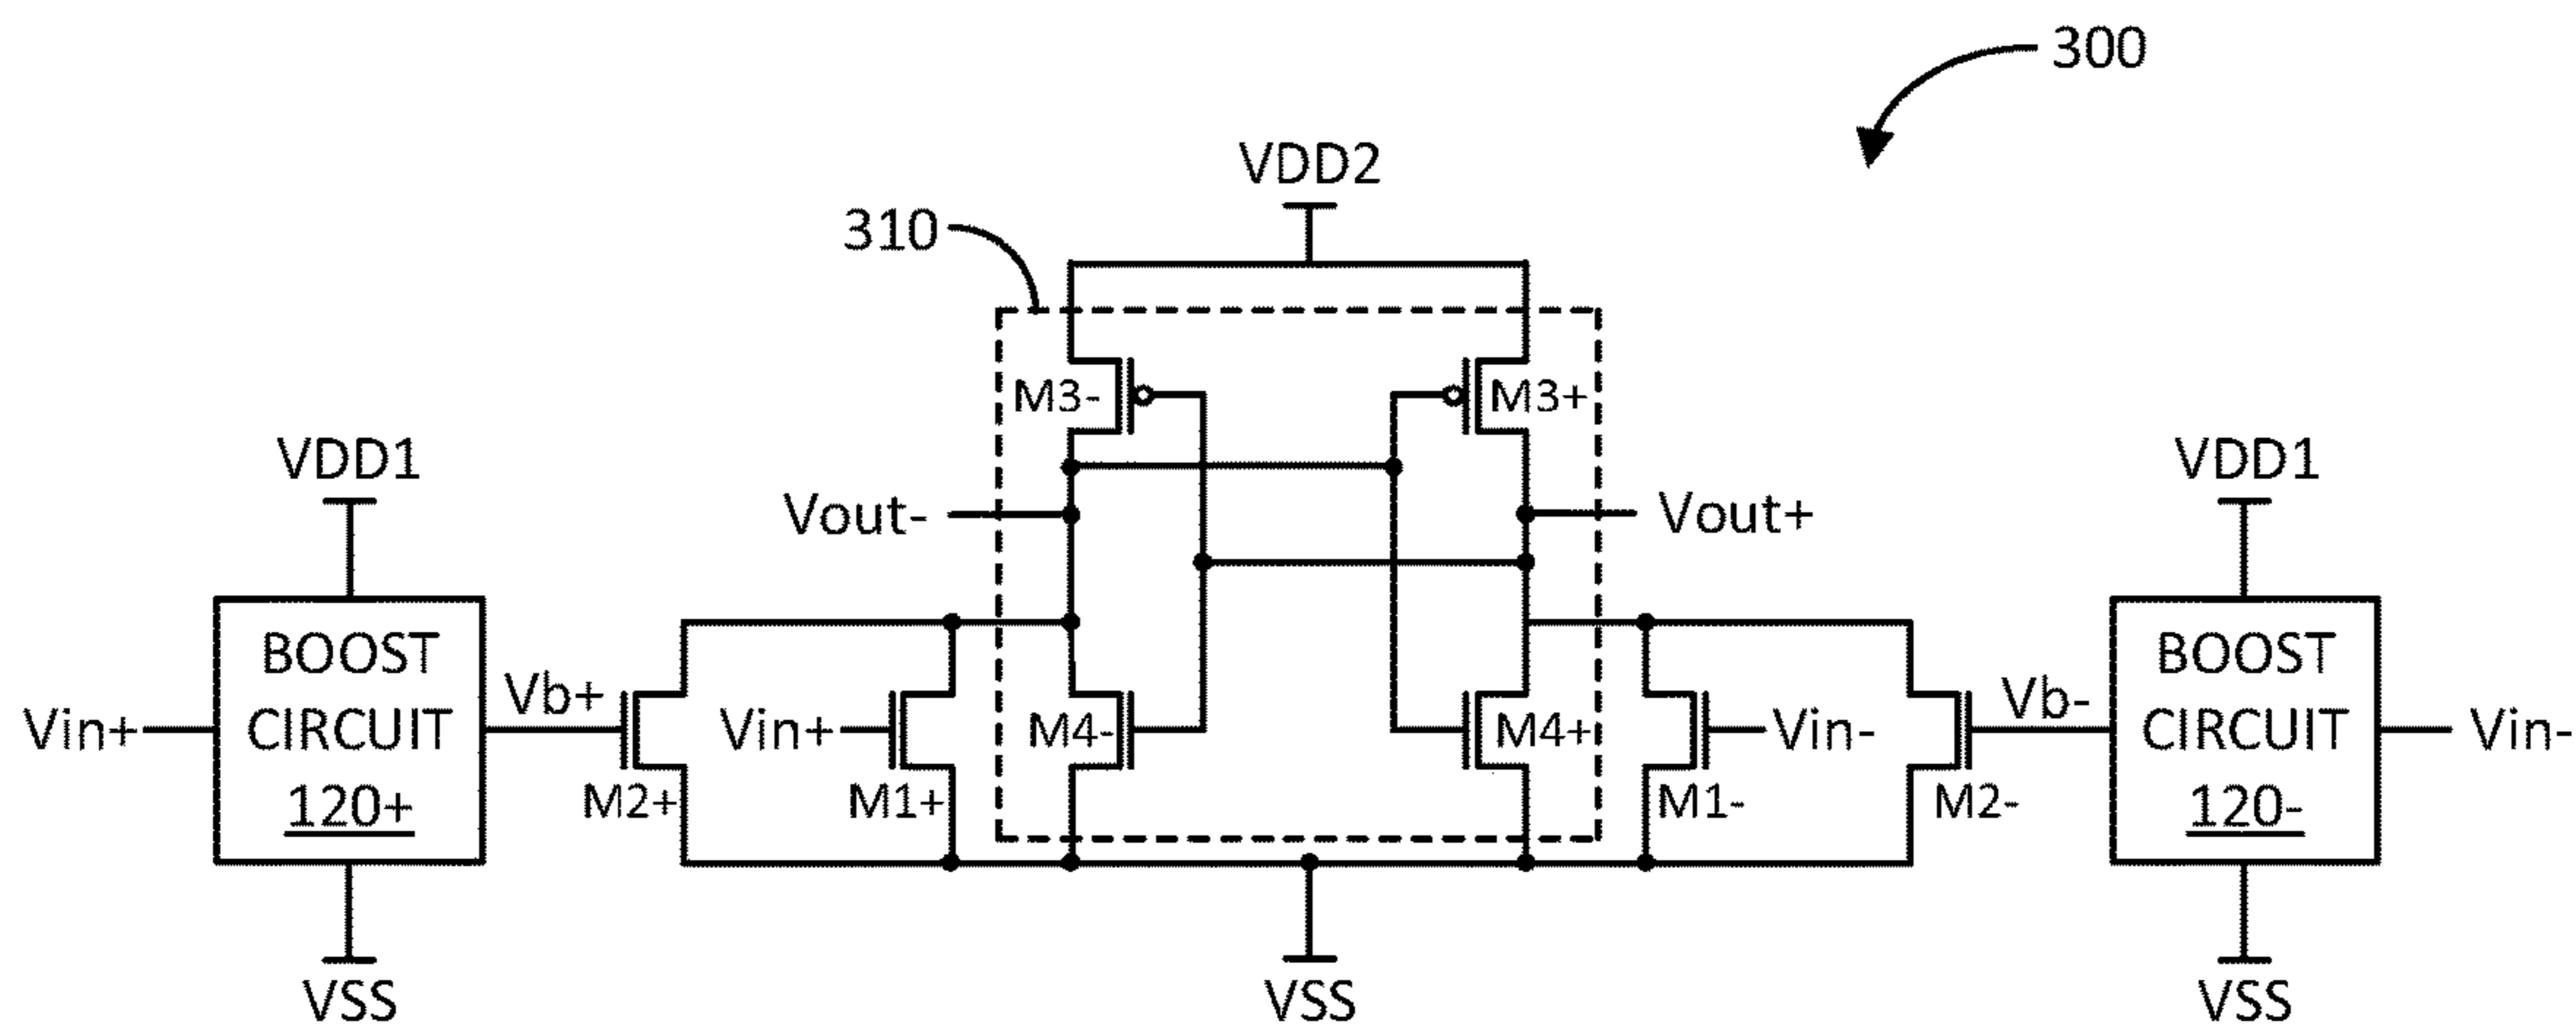 300
VDD2
310
M3-
M3+
VDD1
VDD1
Vout-
Vout+
BOOST
CIRCUIT
120+
BOOST
CIRCUIT
120-
Vin+
Vb+
Vin+
M4-
M4+
Vin-
Vb-
Vin-
M2+
M1+
M1-
M2-
VSS
VSS
VSS